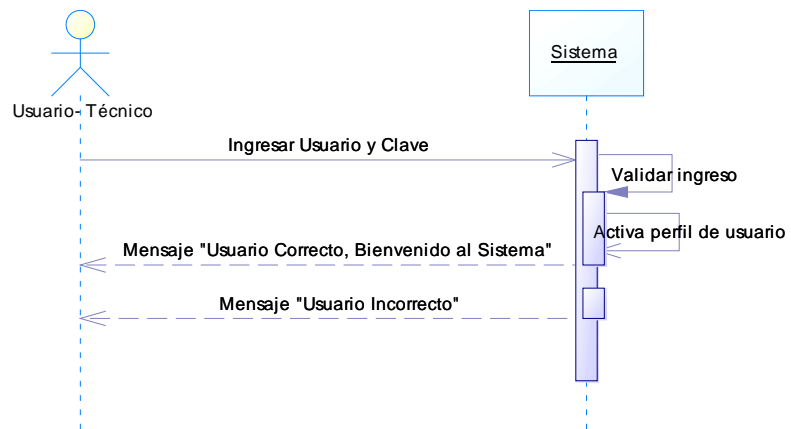 Sistema
Usuario- Técnico
Ingresar Usuario y Clave
Validar ingreso
Activa perfil de usuario
Mensaje "Usuario Correcto, Bienvenido al Sistema"
Mensaje "Usuario Incorrecto"